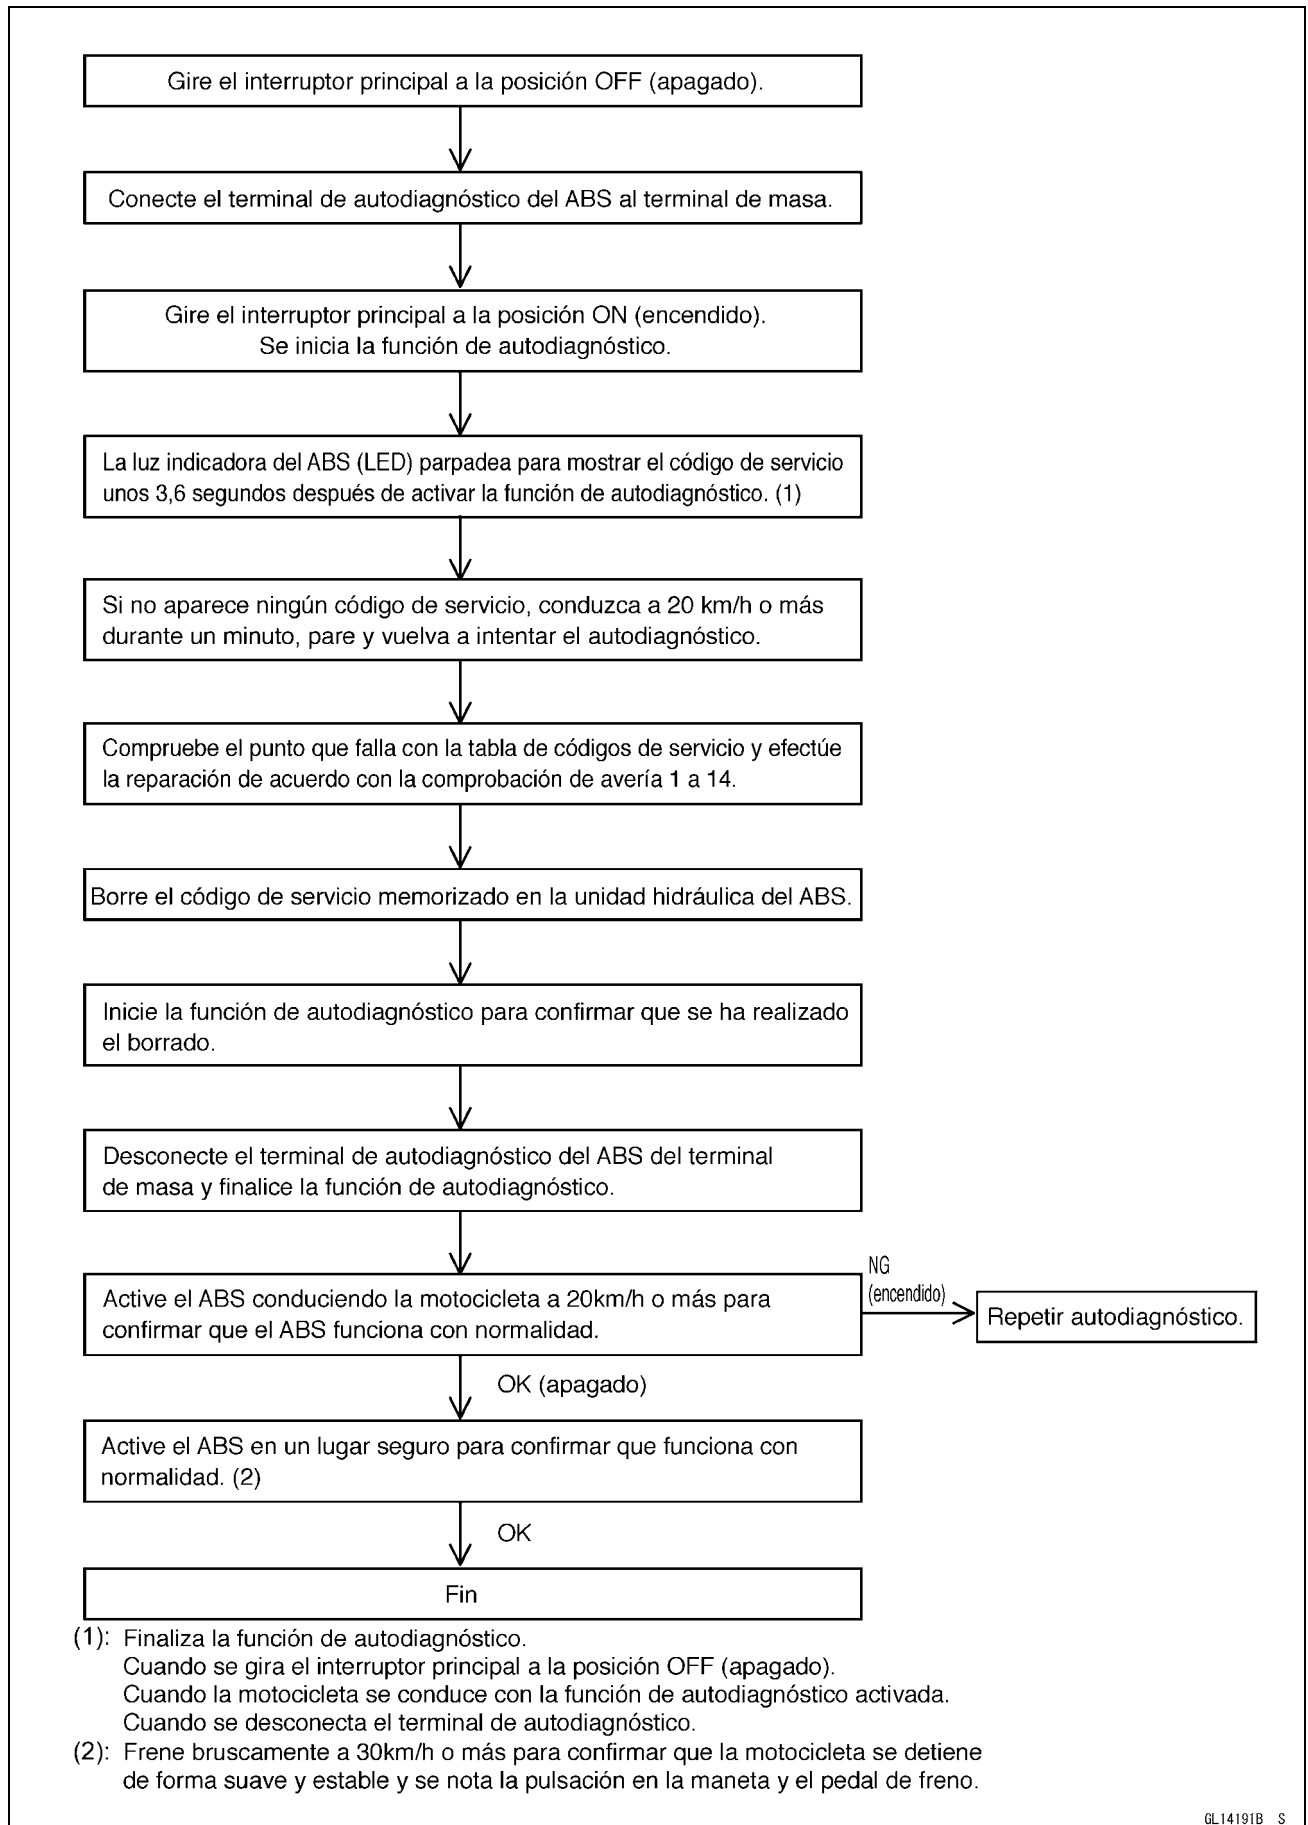 Gire el interruptor principal a la posición OFF (apagado).
Conecte el terminal de autodiagnóstico del ABS al terminal de masa.
Gire el interruptor principal a la posición ON (encendido).
Se inicia la función de autodiagnóstico.
La luz indicadora del ABS (LED) parpadea para mostrar el código de servicio
unos 3,6 segundos después de activar la función de autodiagnóstico. (1)
Si no aparece ningún código de servicio, conduzca a 20 km/h o más
durante un minuto, pare y vuelva a intentar el autodiagnóstico.
Compruebe el punto que falla con la tabla de códigos de servicio y efectúe
la reparación de acuerdo con la comprobación de avería 1 a 14.
Borre el código de servicio memorizado en la unidad hidráulica del ABS.
Inicie la función de autodiagnóstico para confirmar que se ha realizado
el borrado.
Desconecte el terminal de autodiagnóstico del ABS del terminal
de masa y finalice la función de autodiagnóstico.
Active el ABS conduciendo la motocicleta a 20km/h o más para
confirmar que el ABS funciona con normalidad.
NG
(encendido)
Repetir autodiagnóstico.
OK (apagado)
Active el ABS en un lugar seguro para confirmar que funciona con
normalidad. (2)
OK
Fin
(1): Finaliza la función de autodiagnóstico.
Cuando se gira el interruptor principal a la posición OFF (apagado).
Cuando la motocicleta se conduce con la función de autodiagnóstico activada.
Cuando se desconecta el terminal de autodiagnóstico.
(2): Frene bruscamente a 30km/h o más para confirmar que la motocicleta se detiene
de forma suave y estable y se nota la pulsación en la maneta y el pedal de freno.
GL14191B S